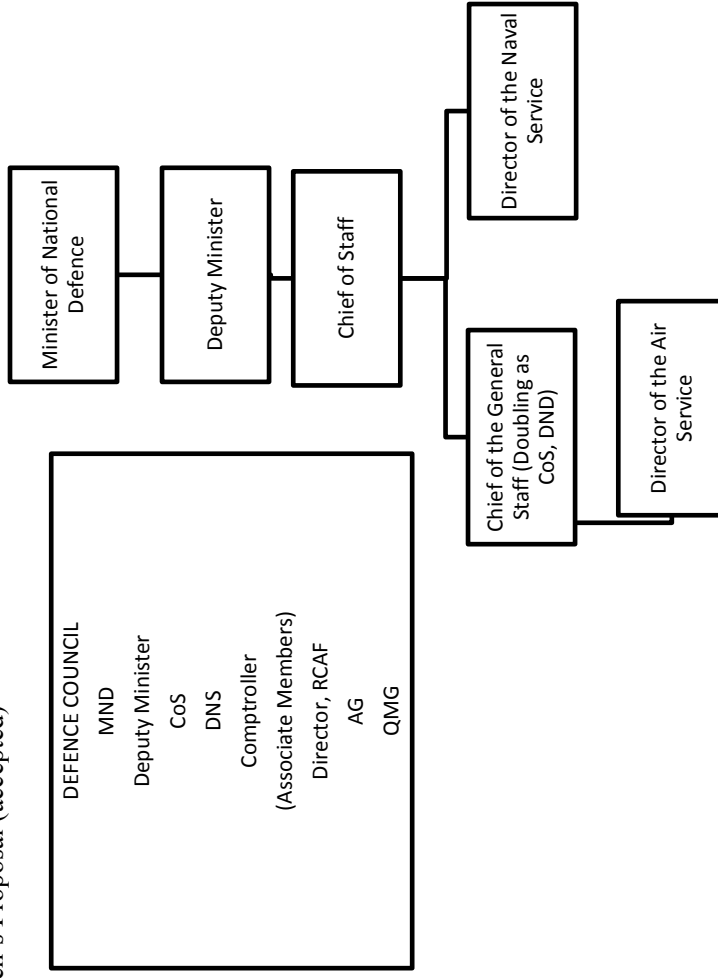 Proposal (accepted)
DEFENCE COUNCIL
MND
Deputy Minister
CoS
DNS
Comptroller
(Associate Members)
Director, RCAF
AG
QMG
Minister of National
Defence
Deputy Minister
Chief of Staff
Chief of the General
Staff (Doubling as
CoS, DND)
Director of the Naval
Service
Director of the Air
Service